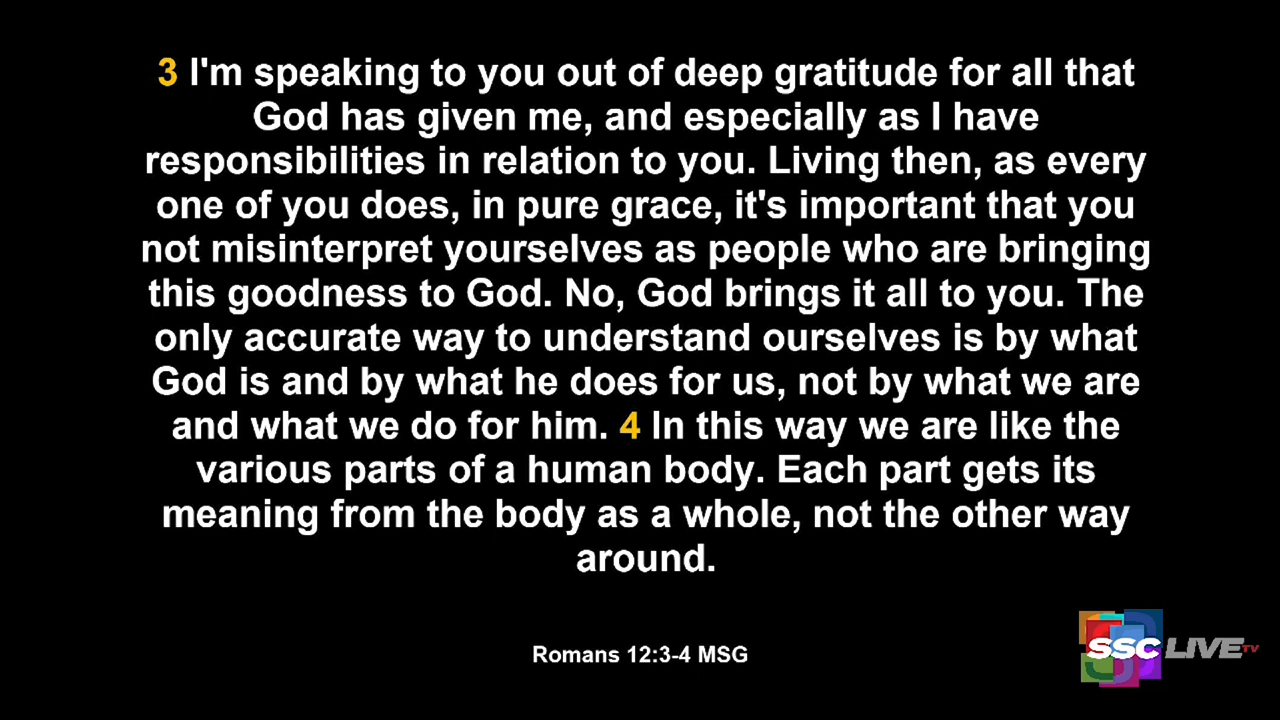 3 I'm speaking to you out of deep gratitude for all that
God has given me, and especially as I have
responsibilities in relation to you. Living then, as every
one of you does, in pure grace, it's important that you
not misinterpret yourselves as people who are bringing
this goodness to God. No, God brings it all to you. The
only accurate way to understand ourselves is by what
God is and by what he does for us, not by what we are
and what we do for him. 4 In this way we are like the
various parts of a human body. Each part gets its
meaning from the body as a whole, not the other way
around.
Romans 12:3-4 MSG
SSC LIVE TV